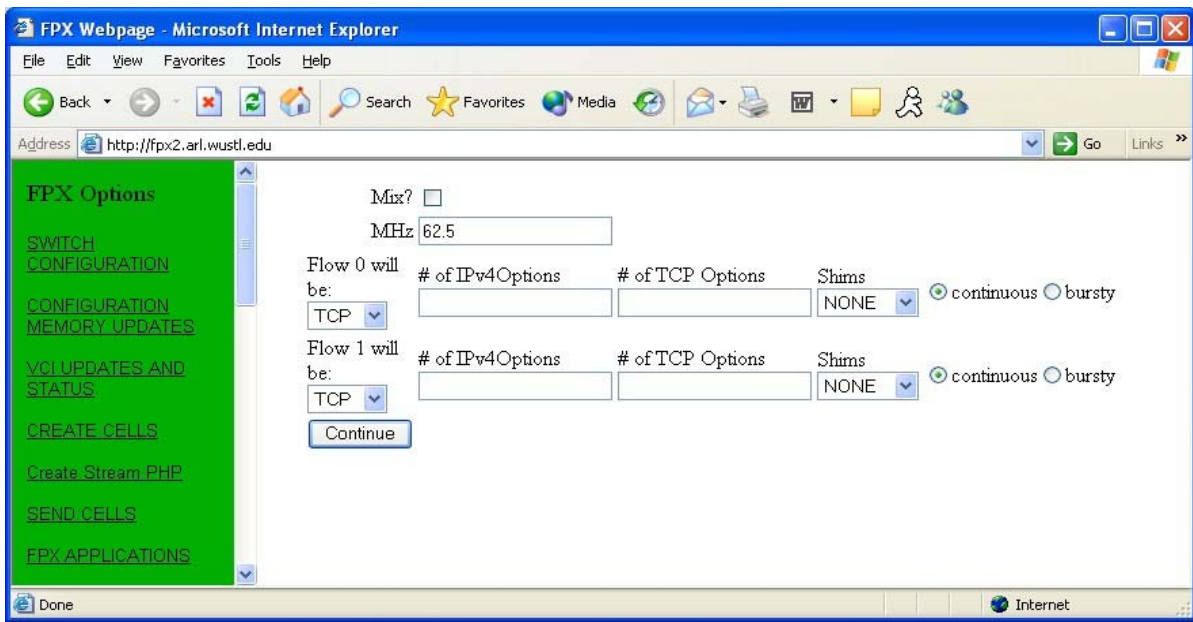 FPX Webpage - Microsoft Internet Explorer
File Edit View Favorites Tools Help
Back Search Favorites Media
Address http://fpx2.arl.wustl.edu Go Links »
FPX Options
SWITCH
CONFIGURATION
CONFIGURATION
MEMORY UPDATES
VCI UPDATES AND
STATUS
CREATE CELLS
Create Stream PHP
SEND CELLS
FPX APPLICATIONS
Mix?
MHz 62.5
Flow 0 will
be:
TCP
# of IPv4Options
# of TCP Options
Shims
NONE
continuous bursty
Flow 1 will
be:
TCP
# of IPv4Options
# of TCP Options
Shims
NONE
continuous bursty
Continue
Done Internet